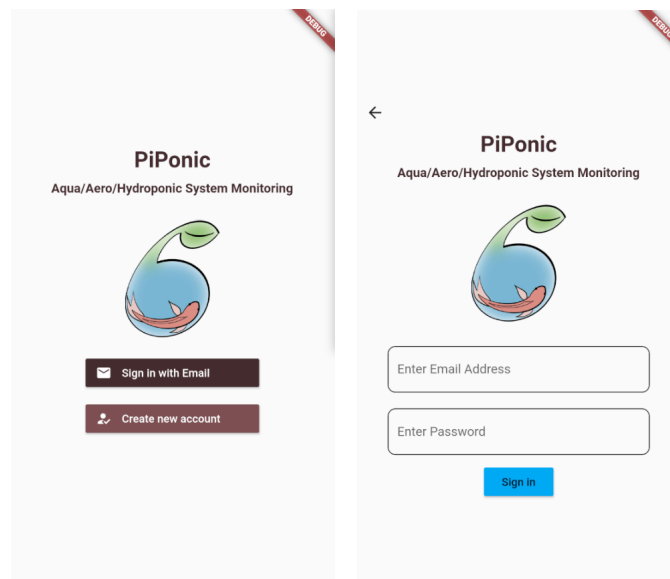 DEBUG
PiPonic
Aqua/Aero/Hydroponic System Monitoring
Sign in with Email
Create new account
DEBUG
PiPonic
Aqua/Aero/Hydroponic System Monitoring
Enter Email Address
Enter Password
Sign in